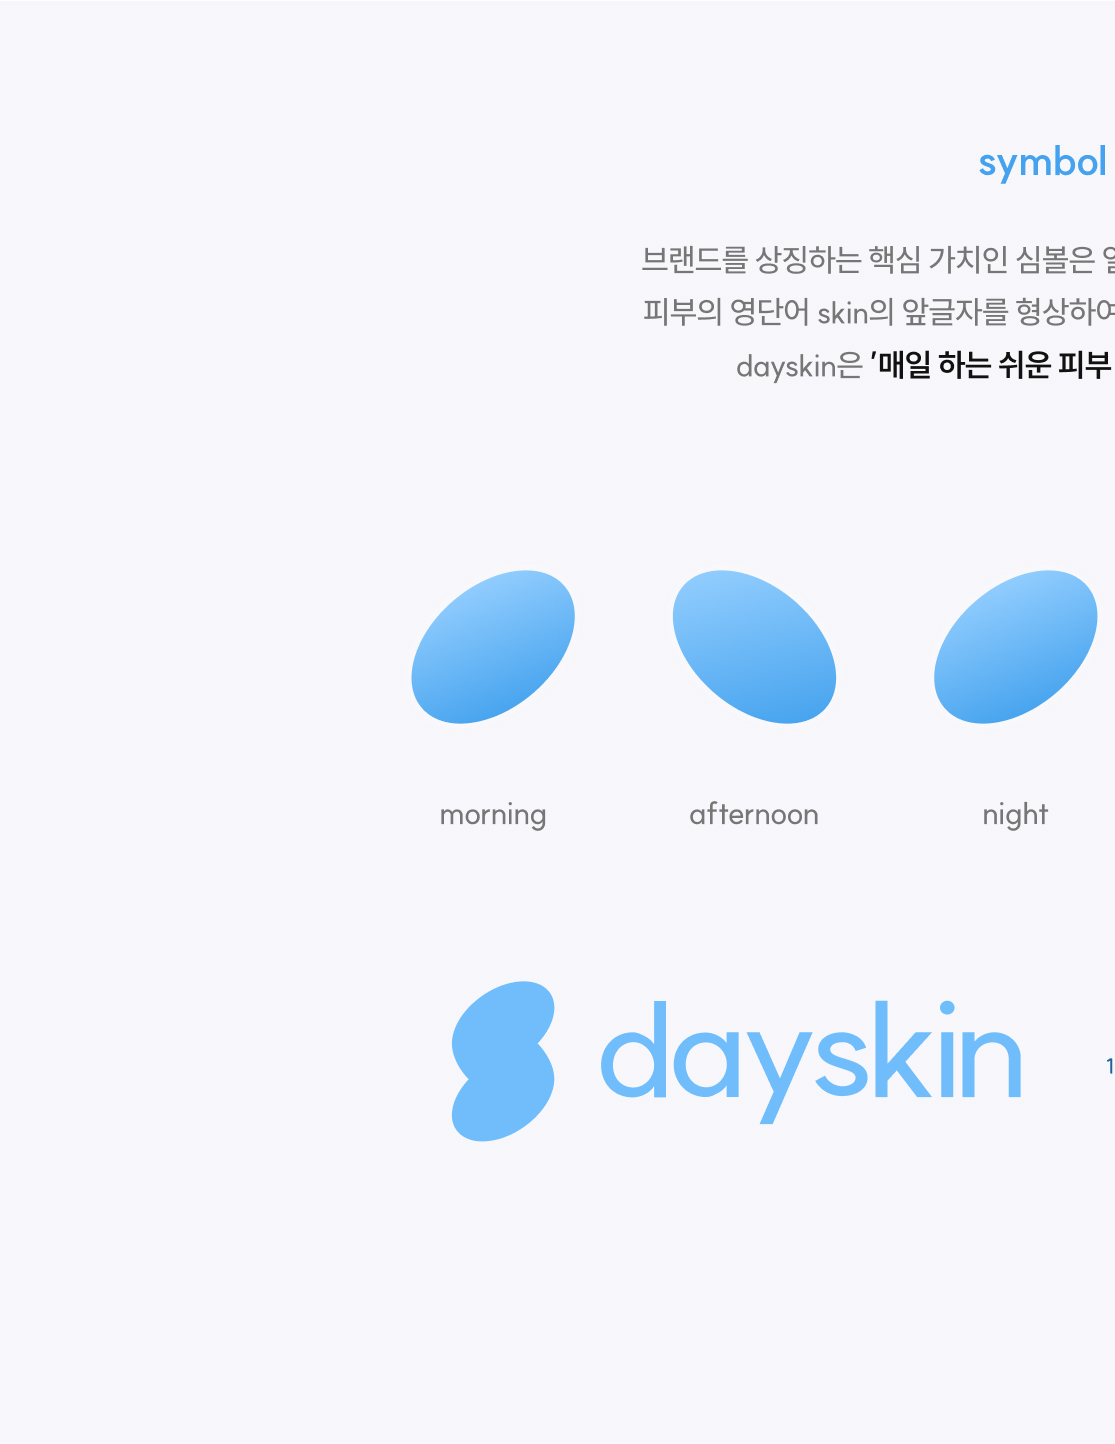 symbol
브랜드를 상징하는 핵심 가치인 심볼은
피부의 영단어 skin의 앞글자를 형상하여
dayskin은 '매일 하는 쉬운 피부
morning
afternoon
night
dayskin
1